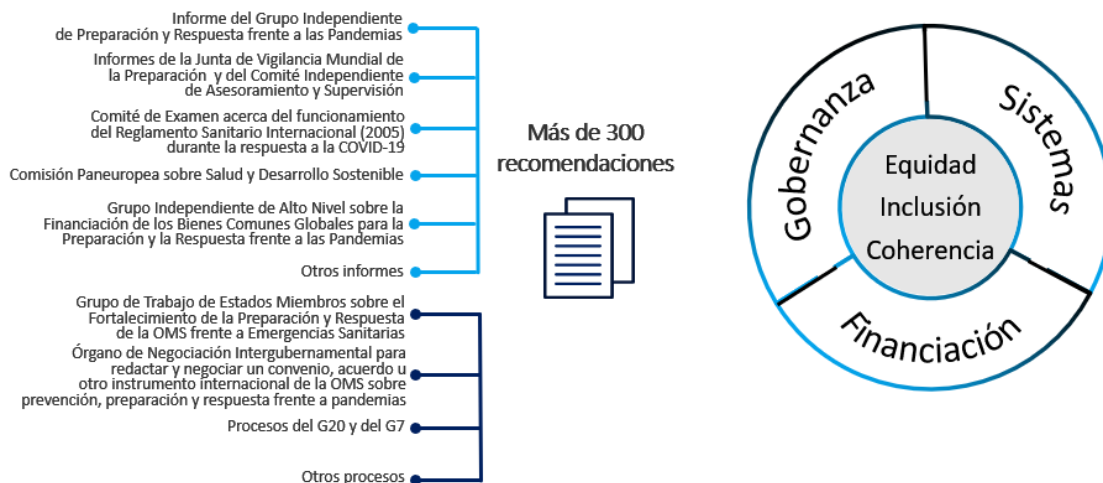 Informe del Grupo Independiente
de Preparación y Respuesta frente a las Pandemias
Informes de la Junta de Vigilancia Mundial de
la Preparación y del Comité Independiente
de Asesoramiento y Supervisión
Comité de Examen acerca del funcionamiento
del Reglamento Sanitario Internacional (2005)
durante la respuesta a la COVID-19
Comisión Paneuropea sobre Salud y Desarrollo Sostenible
Grupo Independiente de Alto Nivel sobre la
Financiación de los Bienes Comunes Globales para la
Preparación y la Respuesta frente a las Pandemias
Otros informes
Grupo de Trabajo de Estados Miembros sobre el
Fortalecimiento de la Preparación y Respuesta
de la OMS frente a Emergencias Sanitarias
Órgano de Negociación Intergubernamental para
redactar y negociar un convenio, acuerdo u
otro instrumento internacional de la OMS sobre
prevención, preparación y respuesta frente a pandemias
Procesos del G20 y del G7
Otros procesos
Más de 300
recomendaciones
Gobernanza
Sistemas
Equidad
Inclusión
Coherencia
Financiación